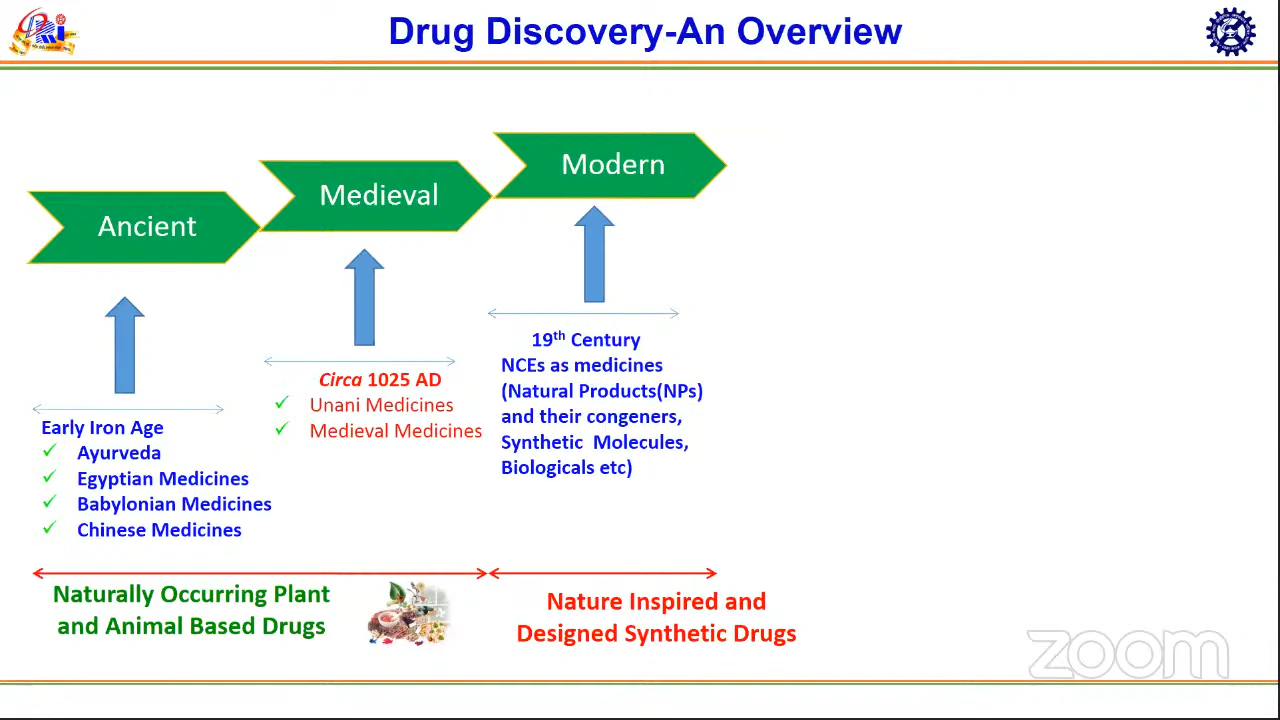 Drug Discovery-An Overview
Ancient
Medieval
Modern
Early Iron Age
✓ Ayurveda
✓ Egyptian Medicines
✓ Babylonian Medicines
✓ Chinese Medicines
Circa 1025 AD
✓ Unani Medicines
✓ Medieval Medicines
19th Century
NCEs as medicines
(Natural Products(NPs)
and their congeners,
Synthetic Molecules,
Biologicals etc)
Naturally Occurring Plant
and Animal Based Drugs
Nature Inspired and
Designed Synthetic Drugs
zoom